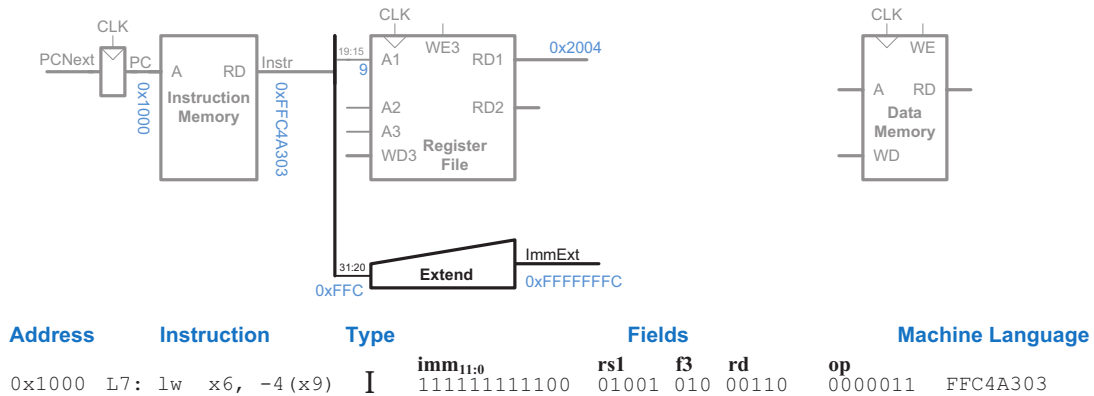 CLK CLK CLK
PCNext PC A RD Instr 19:15 A1 WE3 RD1 0x2004 WE
9
Instruction Memory
0x1000
0xFFC4A303
A2 RD2
A3
WD3 Register File
A RD
Data Memory
WD
31:20 Extend ImmExt
0xFFC 0xFFFFFFFC
Address Instruction Type Fields Machine Language
imm11:0 rs1 f3 rd op
0x1000 L7: lw x6, -4(x9) I 111111111100 01001 010 00110 0000011 FFC4A303